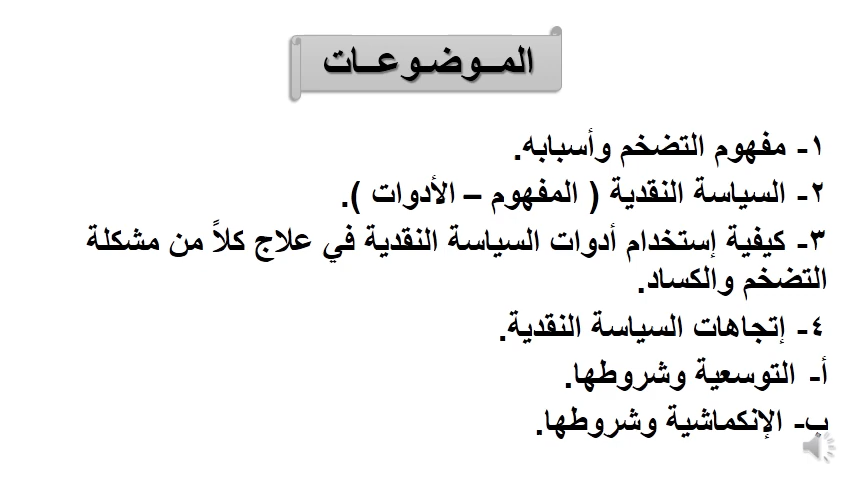 المــوضـوعــات
١- مفهوم التضخم وأسبابه.
٢- السياسة النقدية ( المفهوم – الأدوات ).
٣- كيفية إستخدام أدوات السياسة النقدية في علاج كلاً من مشكلة
التضخم والكساد.
٤- إتجاهات السياسة النقدية.
أ- التوسعية وشروطها.
ب- الإنكماشية وشروطها.